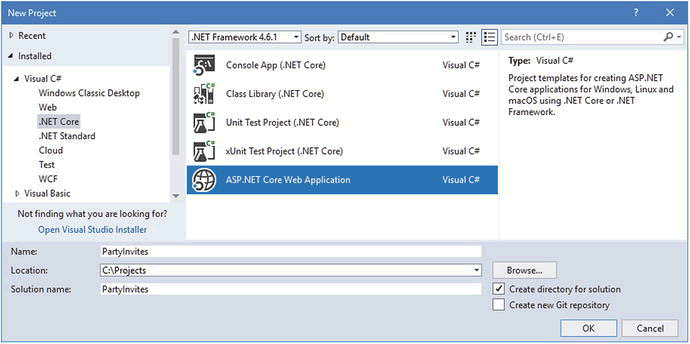 New Project
Recent
.NET Framework 4.6.1
Sort by:
Default
Search (Ctrl+E)
Installed
Visual C#
Windows Classic Desktop
Web
.NET Core
.NET Standard
Cloud
Test
WCF
Visual Basic
Not finding what you are looking for?
Open Visual Studio Installer
Console App (.NET Core)
Visual C#
Class Library (.NET Core)
Visual C#
Unit Test Project (.NET Core)
Visual C#
xUnit Test Project (.NET Core)
Visual C#
ASP.NET Core Web Application
Visual C#
Type: Visual C#
Project templates for creating ASP.NET
Core applications for Windows, Linux and
macOS using .NET Core or .NET
Framework.
Name:
PartyInvites
Location:
C:\Projects
Browse...
Solution name:
PartyInvites
Create directory for solution
Create new Git repository
OK
Cancel